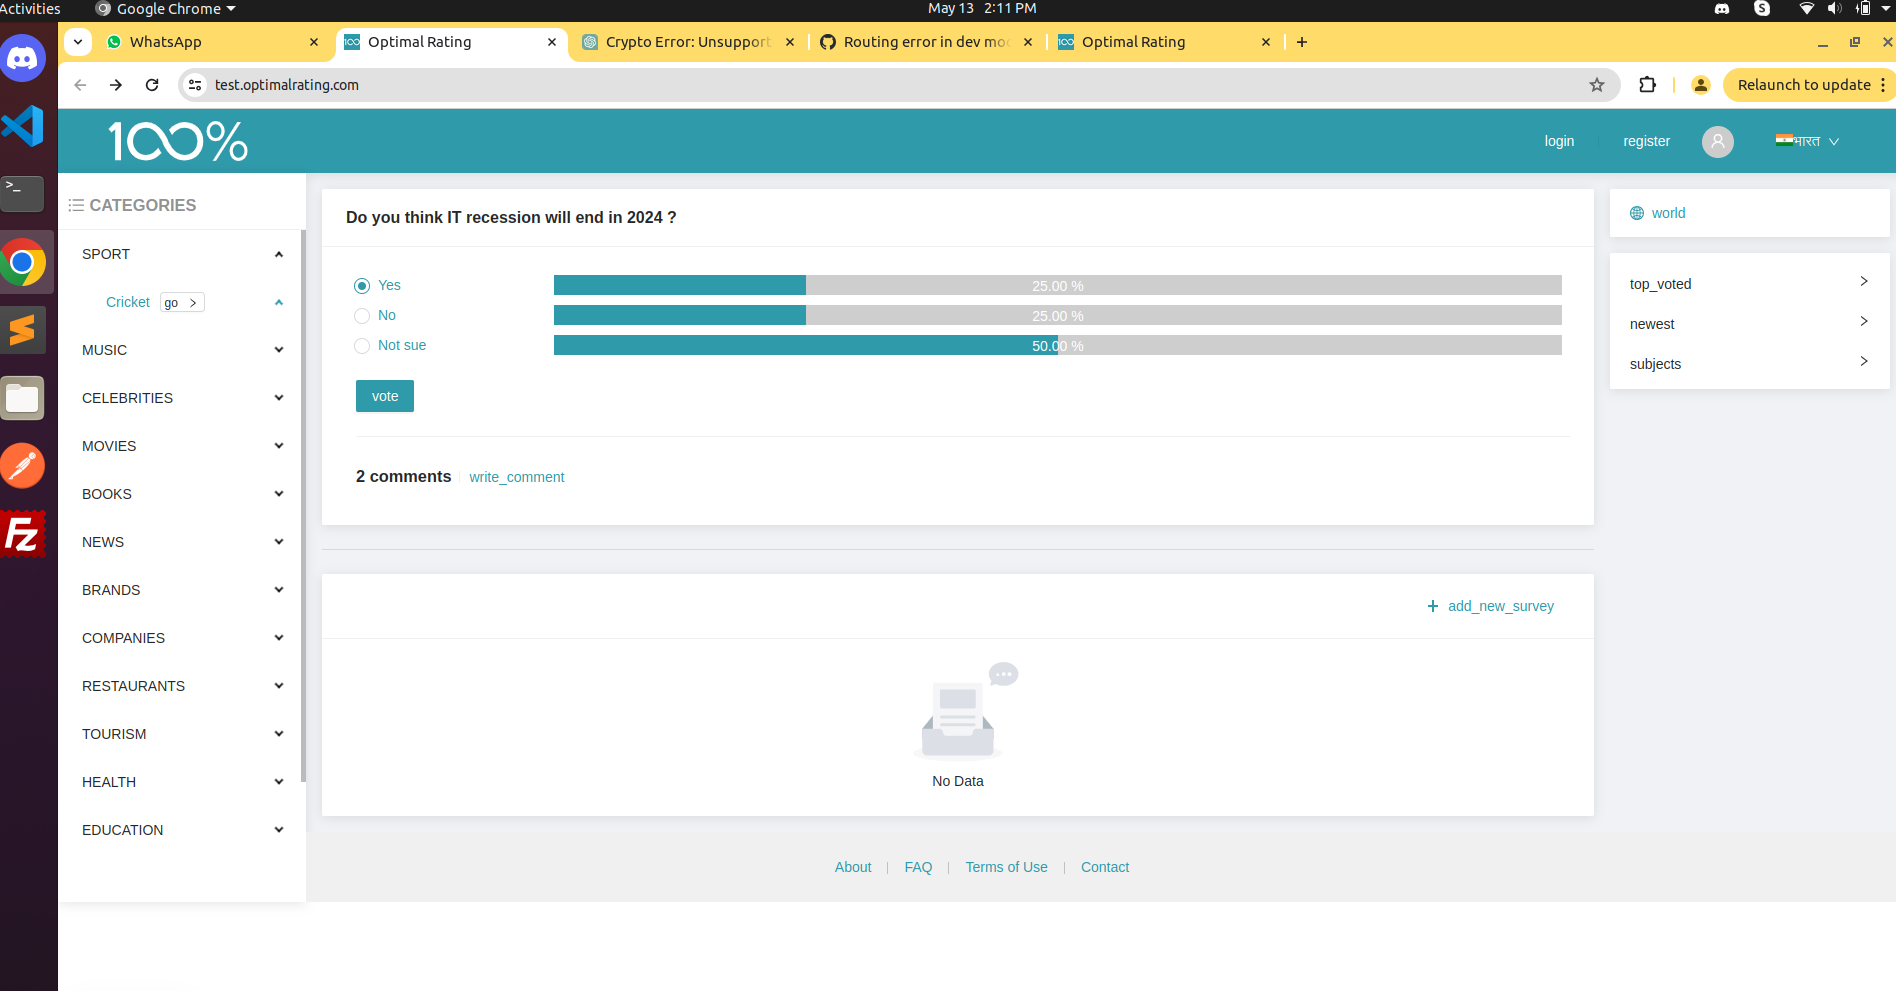 Activities Google Chrome May 13 2:11 PM
WhatsApp Optimal Rating Crypto Error: Unsupport Routing error in dev mo Optimal Rating
test.optimalrating.com Relaunch to update
100% login register भारत
CATEGORIES
SPORT
Cricket go >
MUSIC
CELEBRITIES
MOVIES
BOOKS
NEWS
BRANDS
COMPANIES
RESTAURANTS
TOURISM
HEALTH
EDUCATION
Do you think IT recession will end in 2024 ?
Yes 25.00 %
No 25.00 %
Not sue 50.00 %
vote
2 comments write_comment
+ add_new_survey
No Data
world
top_voted
newest
subjects
About | FAQ | Terms of Use | Contact